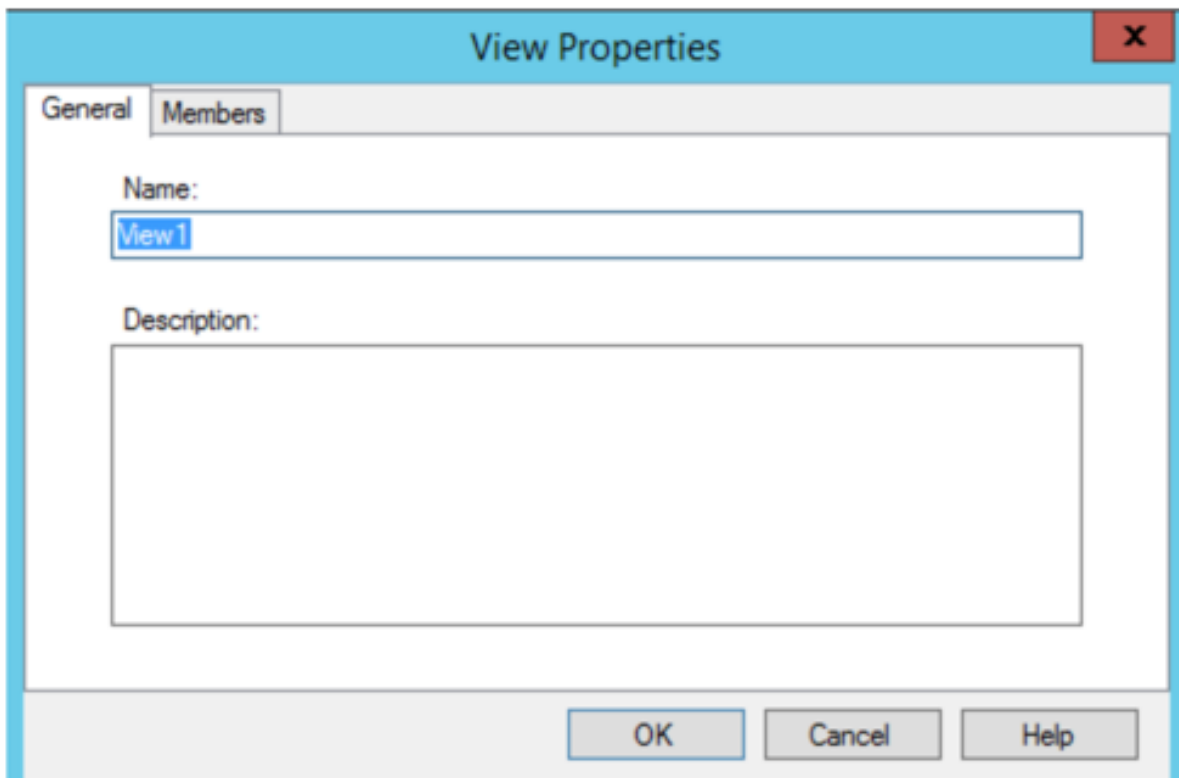 View Properties
x
General Members
Name:
View1
Description:
OK Cancel Help